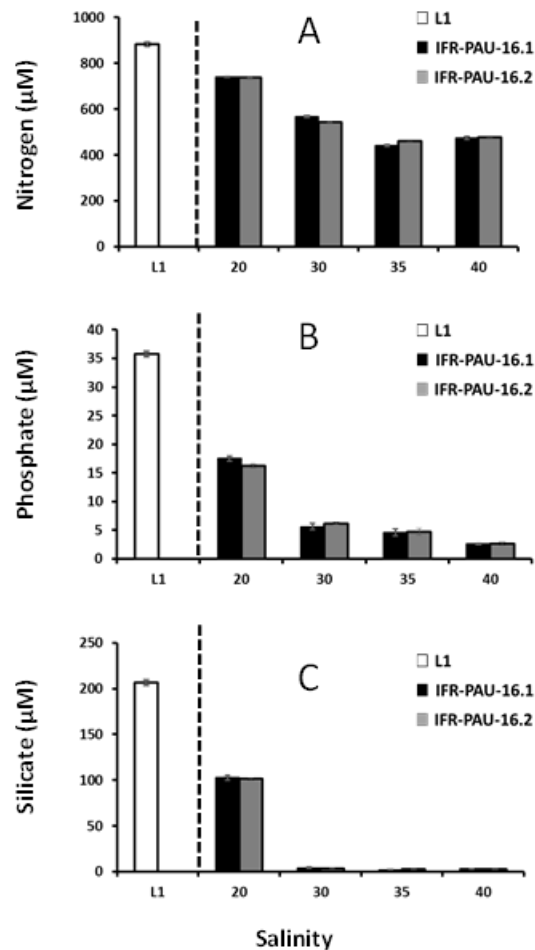 A
L1
IFR-PAU-16.1
IFR-PAU-16.2
Nitrogen (µM)
1000
800
600
400
200
0
L1 20 30 35 40
B
L1
IFR-PAU-16.1
IFR-PAU-16.2
Phosphate (µM)
40
35
30
25
20
15
10
5
0
L1 20 30 35 40
C
L1
IFR-PAU-16.1
IFR-PAU-16.2
Silicate (µM)
250
200
150
100
50
0
L1 20 30 35 40
Salinity